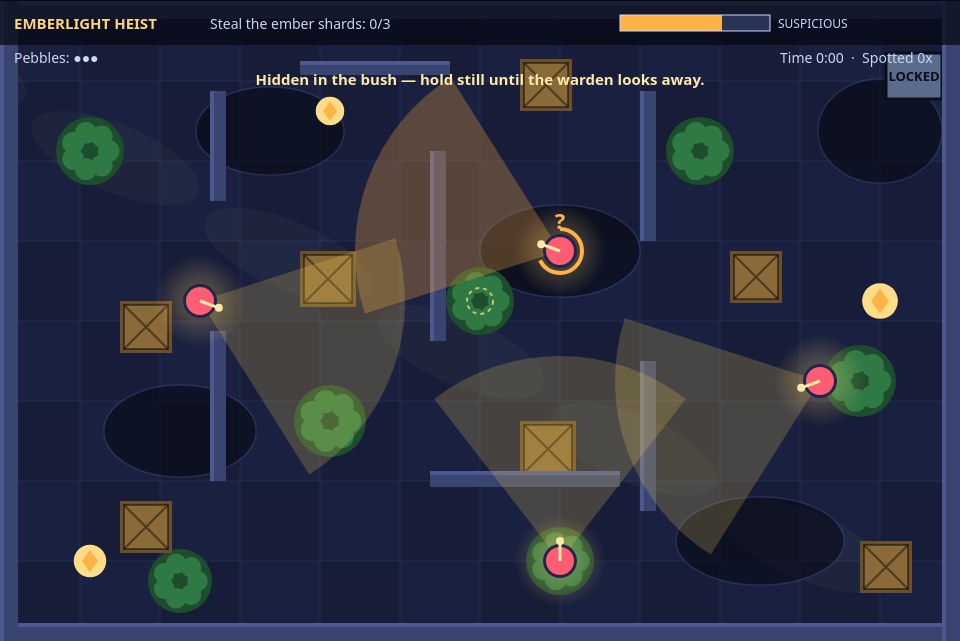 EMBERLIGHT HEIST
Steal the ember shards: 0/3
SUSPICIOUS
Pebbles: ●●●
Time 0:00 · Spotted 0x
LOCKED
Hidden in the bush — hold still until the warden looks away.
?